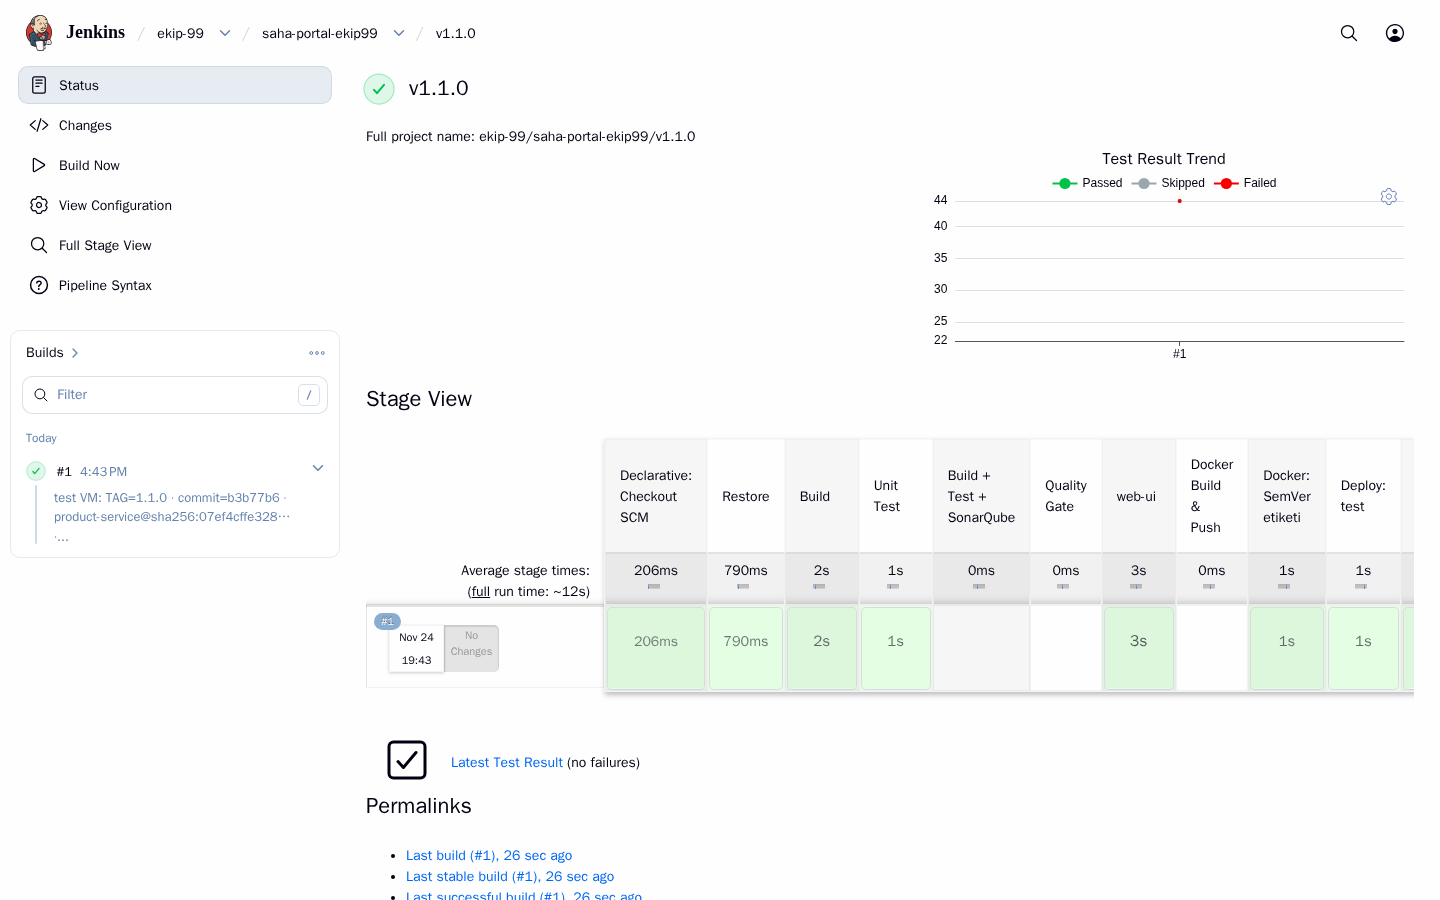 Jenkins / ekip-99 / saha-portal-ekip99 / v1.1.0
Status
Changes
Build Now
View Configuration
Full Stage View
Pipeline Syntax
Builds
Filter /
Today
#1 4:43 PM
test VM: TAG=1.1.0 · commit=b3b77b6 ·
product-service@sha256:07ef4cffe328…
·...
v1.1.0
Full project name: ekip-99/saha-portal-ekip99/v1.1.0
Test Result Trend
Passed Skipped Failed
44
40
35
30
25
22
#1
Stage View
Declarative:
Checkout
SCM
Restore
Build
Unit
Test
Build +
Test +
SonarQube
Quality
Gate
web-ui
Docker
Build
&
Push
Docker:
SemVer
etiketi
Deploy:
test
Average stage times:
(full run time: ~12s)
206ms 790ms 2s 1s 0ms 0ms 3s 0ms 1s 1s
#1
Nov 24
19:43
No
Changes
206ms 790ms 2s 1s 3s 1s 1s
Latest Test Result (no failures)
Permalinks
Last build (#1), 26 sec ago
Last stable build (#1), 26 sec ago
Last successful build (#1), 26 sec ago